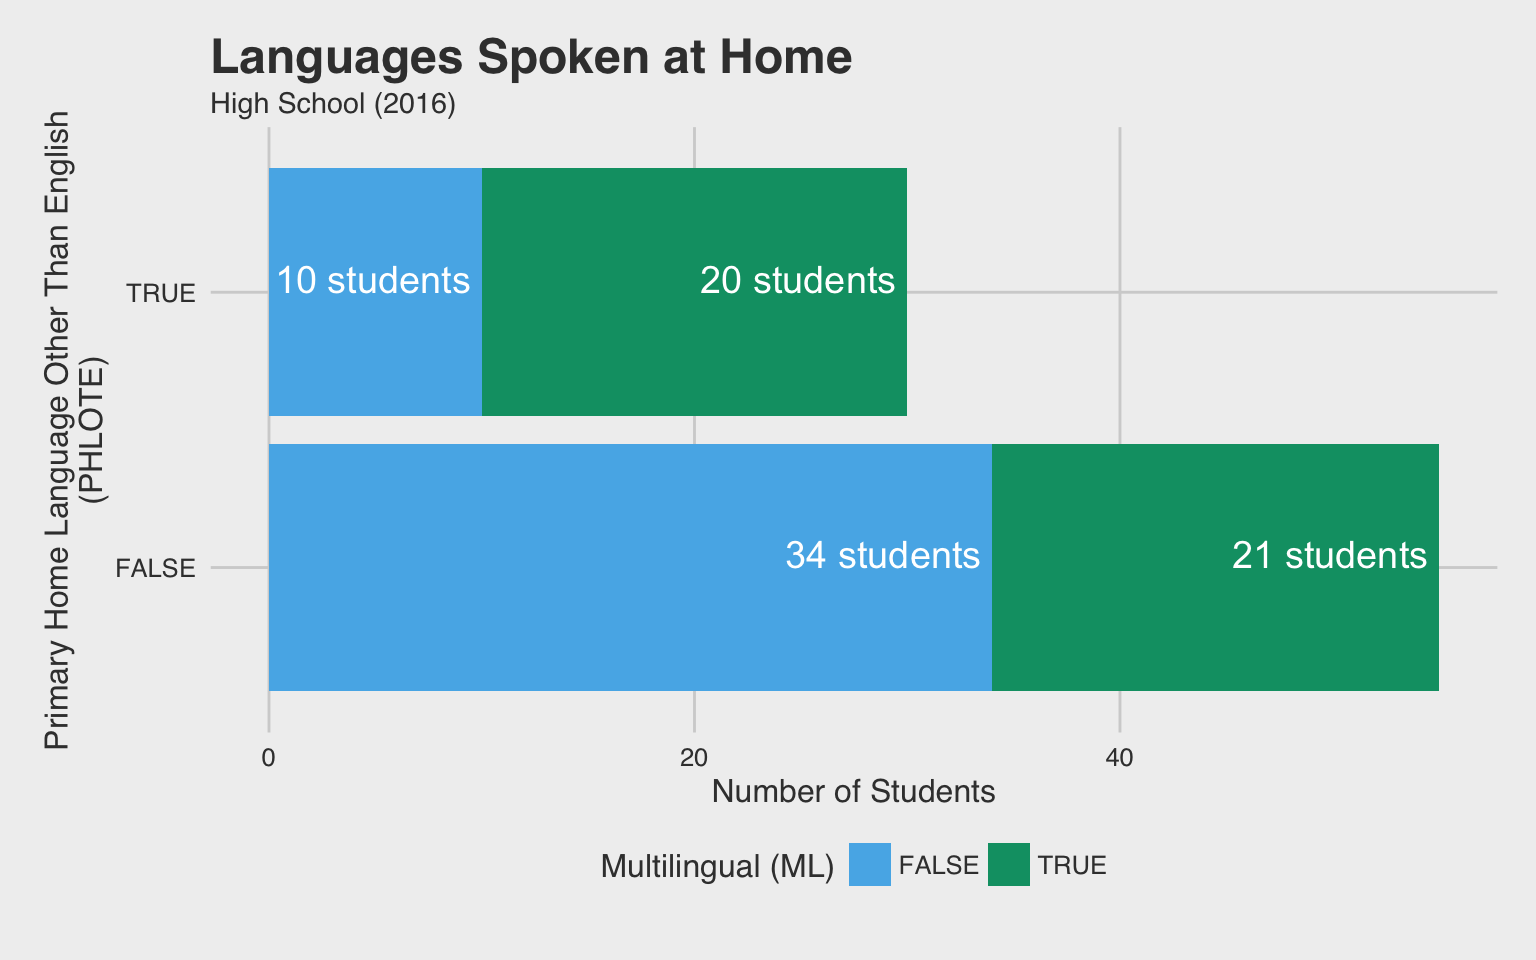 Languages Spoken at Home
High School (2016)
Primary Home Language Other Than English
(PHLOTE)
TRUE
10 students
20 students
FALSE
34 students
21 students
0
20
40
Number of Students
Multilingual (ML)
FALSE
TRUE